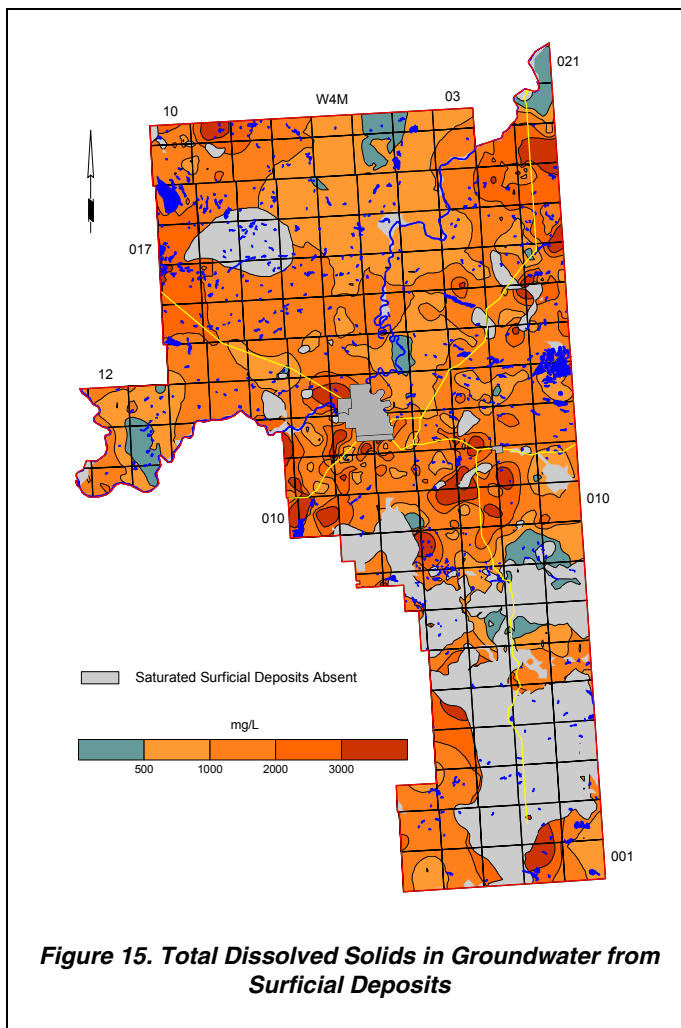 021
10 W4M 03
017
12
010 010
Saturated Surficial Deposits Absent
mg/L
500 1000 2000 3000
001
Figure 15. Total Dissolved Solids in Groundwater from
Surficial Deposits